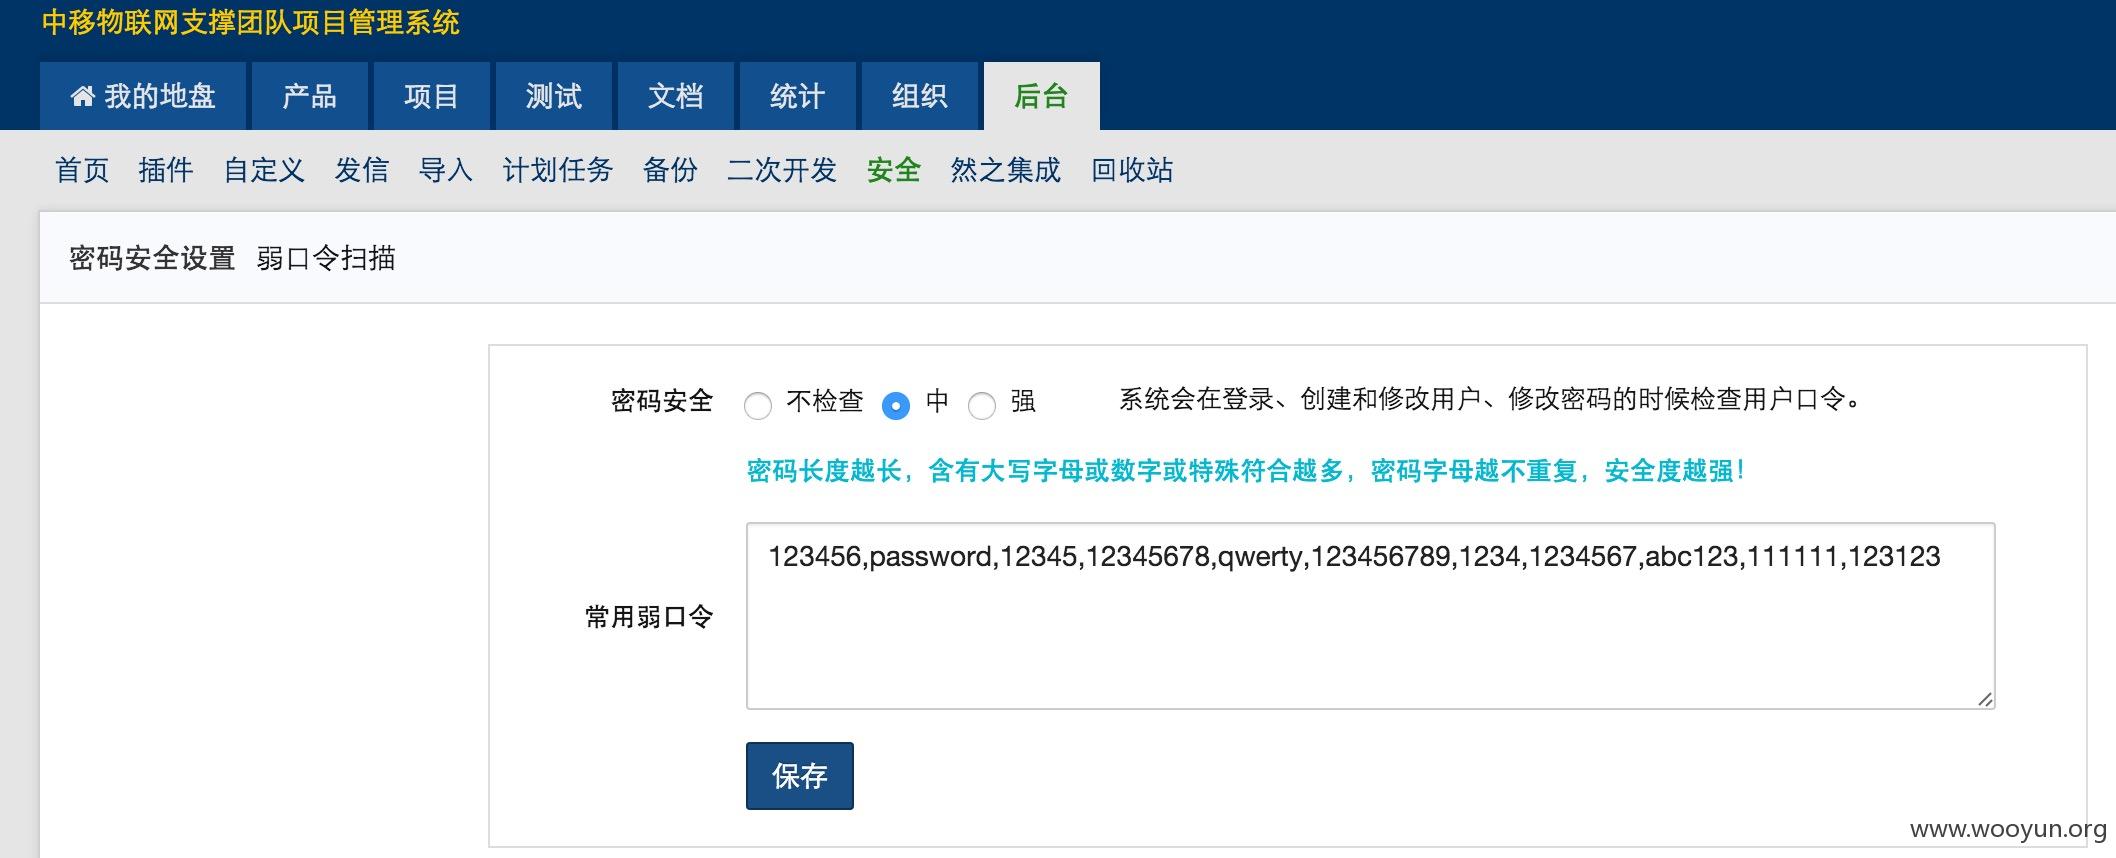 中移物联网支撑团队项目管理系统
我的地盘 产品 项目 测试 文档 统计 组织 后台
首页 插件 自定义 发信 导入 计划任务 备份 二次开发 安全 然之集成 回收站
密码安全设置 弱口令扫描
密码安全 不检查 中 强 系统会在登录、创建和修改用户、修改密码的时候检查用户口令。
密码长度越长，含有大写字母或数字或特殊符合越多，密码字母越不重复，安全度越强！
常用弱口令 123456,password,12345,12345678,qwerty,123456789,1234,1234567,abc123,111111,123123
保存
www.wooyun.org